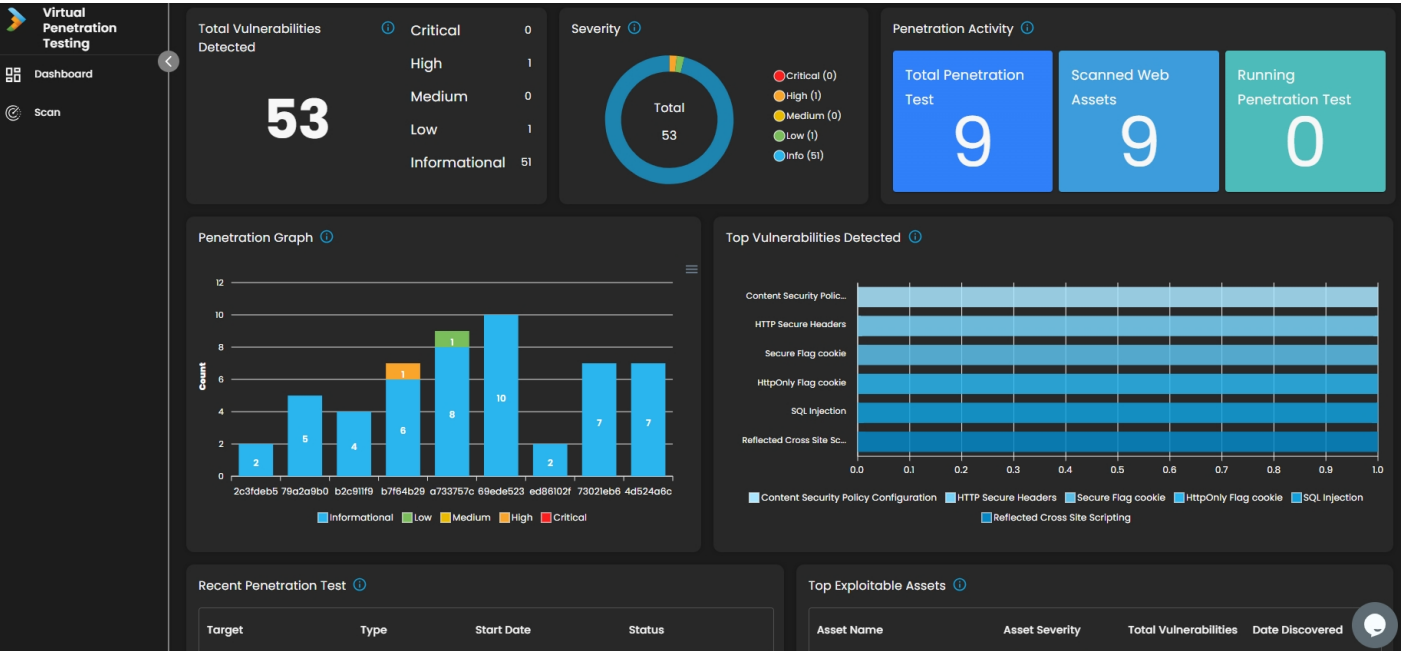 Virtual
Penetration
Testing
Dashboard
Scan
Total Vulnerabilities
Detected
53
Critical 0
High 1
Medium 0
Low 1
Informational 51
Severity
Total
53
Critical (0)
High (1)
Medium (0)
Low (1)
Info (51)
Penetration Activity
Total Penetration
Test
9
Scanned Web
Assets
9
Running
Penetration Test
0
Penetration Graph
Count
12
10
8
6
4
2
0
2
5
4
1
6
1
8
10
2
7
7
2c3fdeb5 79a2a9b0 b2c911f9 b7f64b29 a733757c 69ede523 ed86102f 73021eb6 4d524a6c
Informational Low Medium High Critical
Top Vulnerabilities Detected
Content Security Polic...
HTTP Secure Headers
Secure Flag cookie
HttpOnly Flag cookie
SQL Injection
Reflected Cross Site Sc...
0.0 0.1 0.2 0.3 0.4 0.5 0.6 0.7 0.8 0.9 1.0
Content Security Policy Configuration HTTP Secure Headers Secure Flag cookie HttpOnly Flag cookie SQL Injection
Reflected Cross Site Scripting
Recent Penetration Test
Target Type Start Date Status
Top Exploitable Assets
Asset Name Asset Severity Total Vulnerabilities Date Discovered